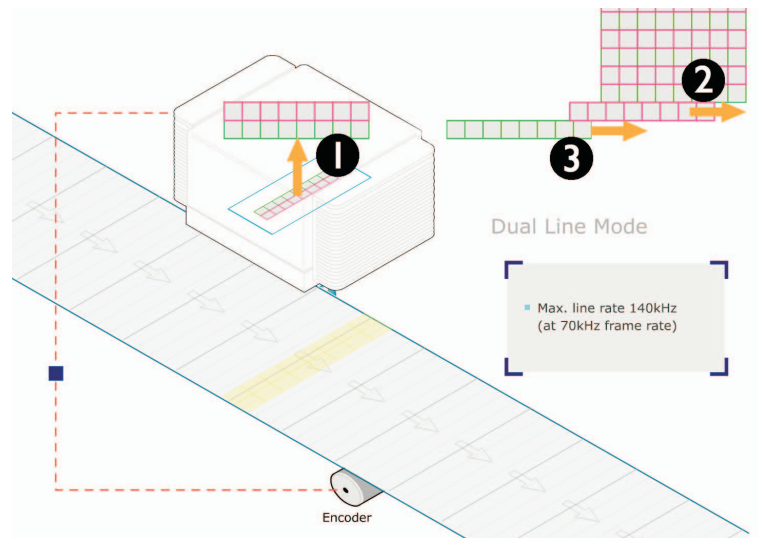 1
2
3
Dual Line Mode
Max. line rate 140kHz
(at 70kHz frame rate)
Encoder